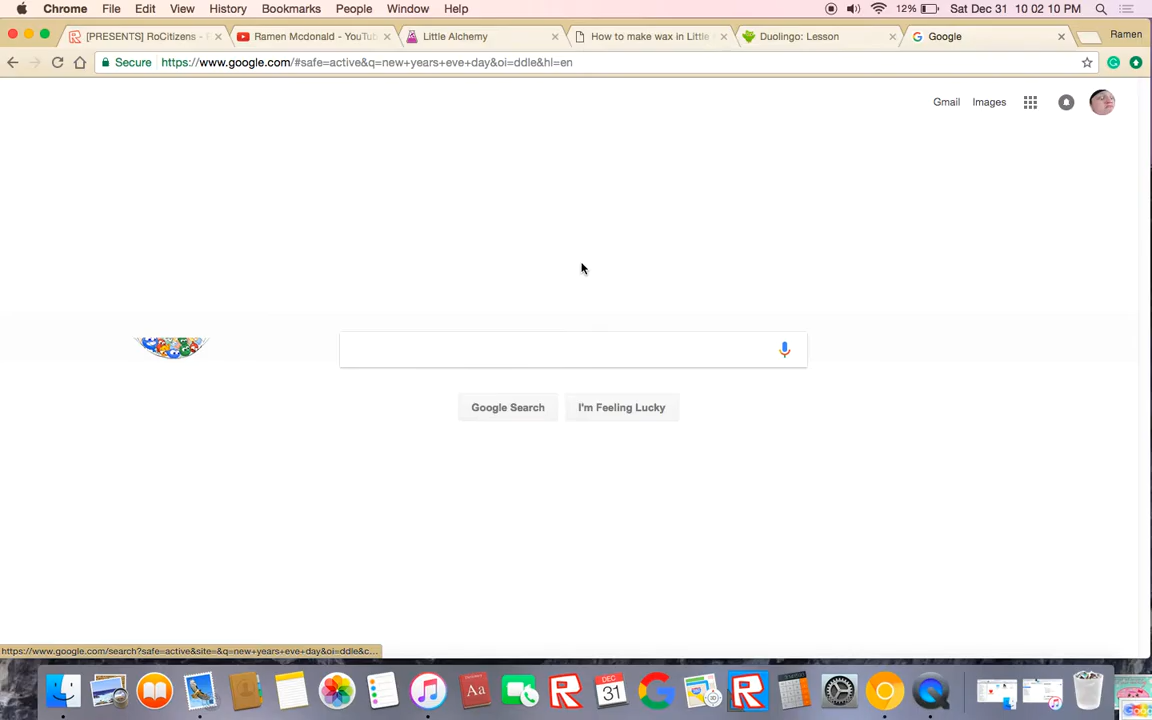 Chrome File Edit View History Bookmarks People Window Help 12% Sat Dec 31 10 02 10 PM
[PRESENTS] RoCitizens - Ramen Mcdonald - YouTu Little Alchemy How to make wax in Little Duolingo: Lesson Google Ramen
Secure https://www.google.com/#safe=active&q=new+years+eve+day&oi=ddle&hl=en
Gmail Images
Google Search I'm Feeling Lucky
https://www.google.com/search?safe=active&site=&q=new+years+eve+day&oi=ddle&c...
Aa DEC 31